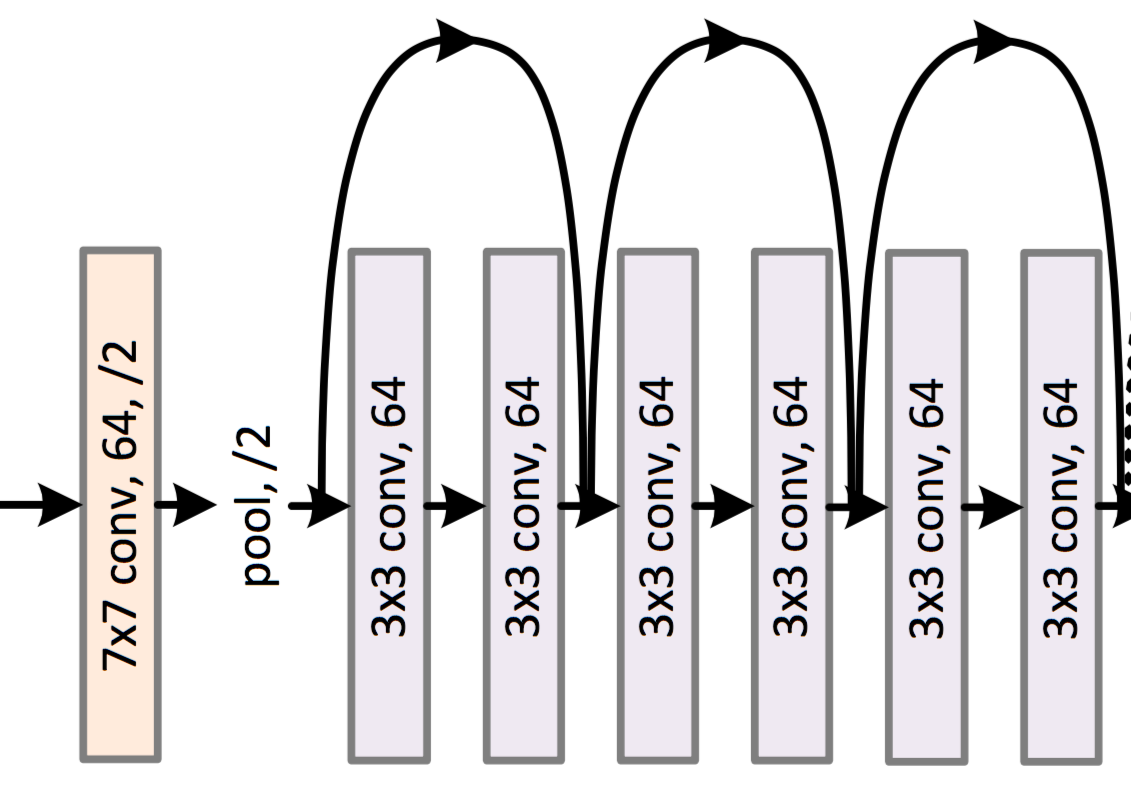 7x7 conv, 64, /2
pool, /2
3x3 conv, 64
3x3 conv, 64
3x3 conv, 64
3x3 conv, 64
3x3 conv, 64
3x3 conv, 64